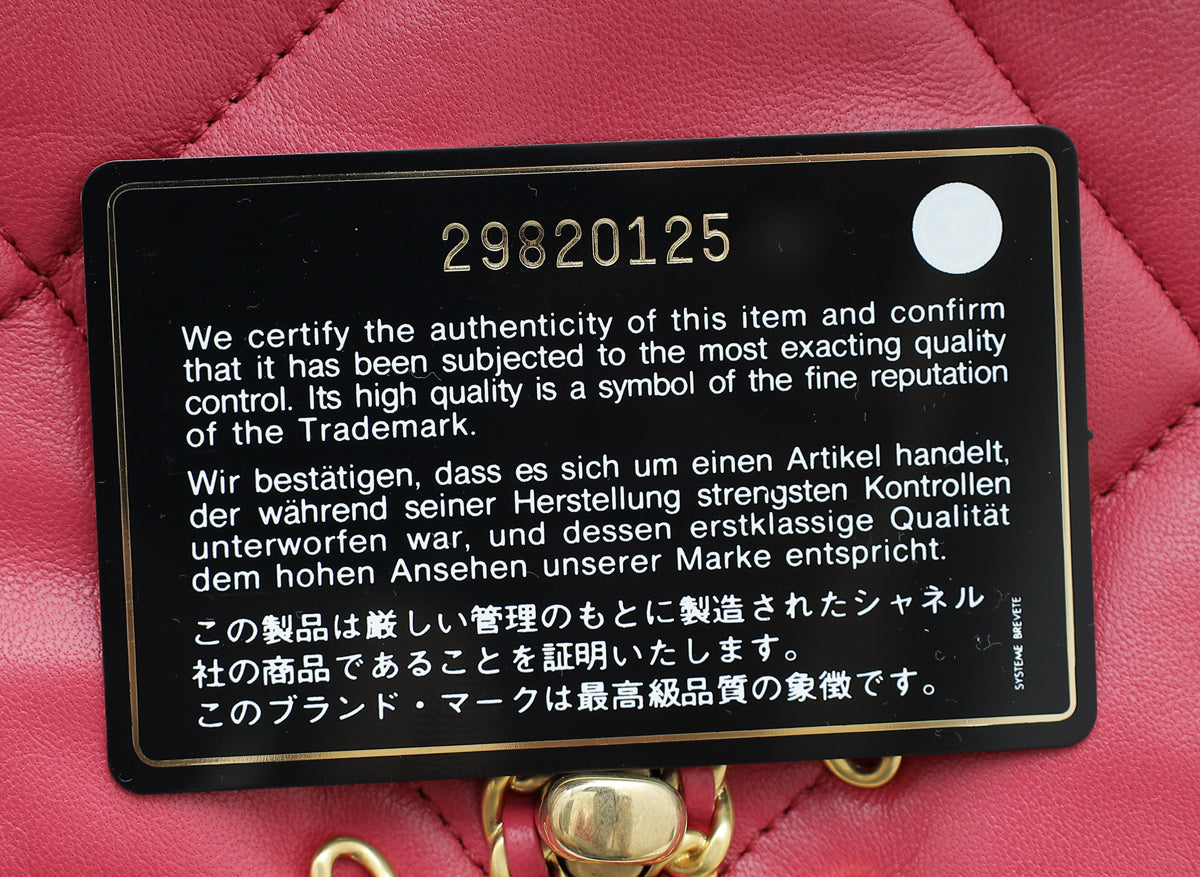 29820125
We certify the authenticity of this item and confirm
that it has been subjected to the most exacting quality
control. Its high quality is a symbol of the fine reputation
of the Trademark.
Wir bestätigen, dass es sich um einen Artikel handelt,
der während seiner Herstellung strengsten Kontrollen
unterworfen war, und dessen erstklassige Qualität
dem hohen Ansehen unserer Marke entspricht.
この製品は厳しい管理のもとに製造されたシャネル
社の商品であることを証明いたします。
このブランド・マークは最高級品質の象徴です。
SYSTEME BREVETE